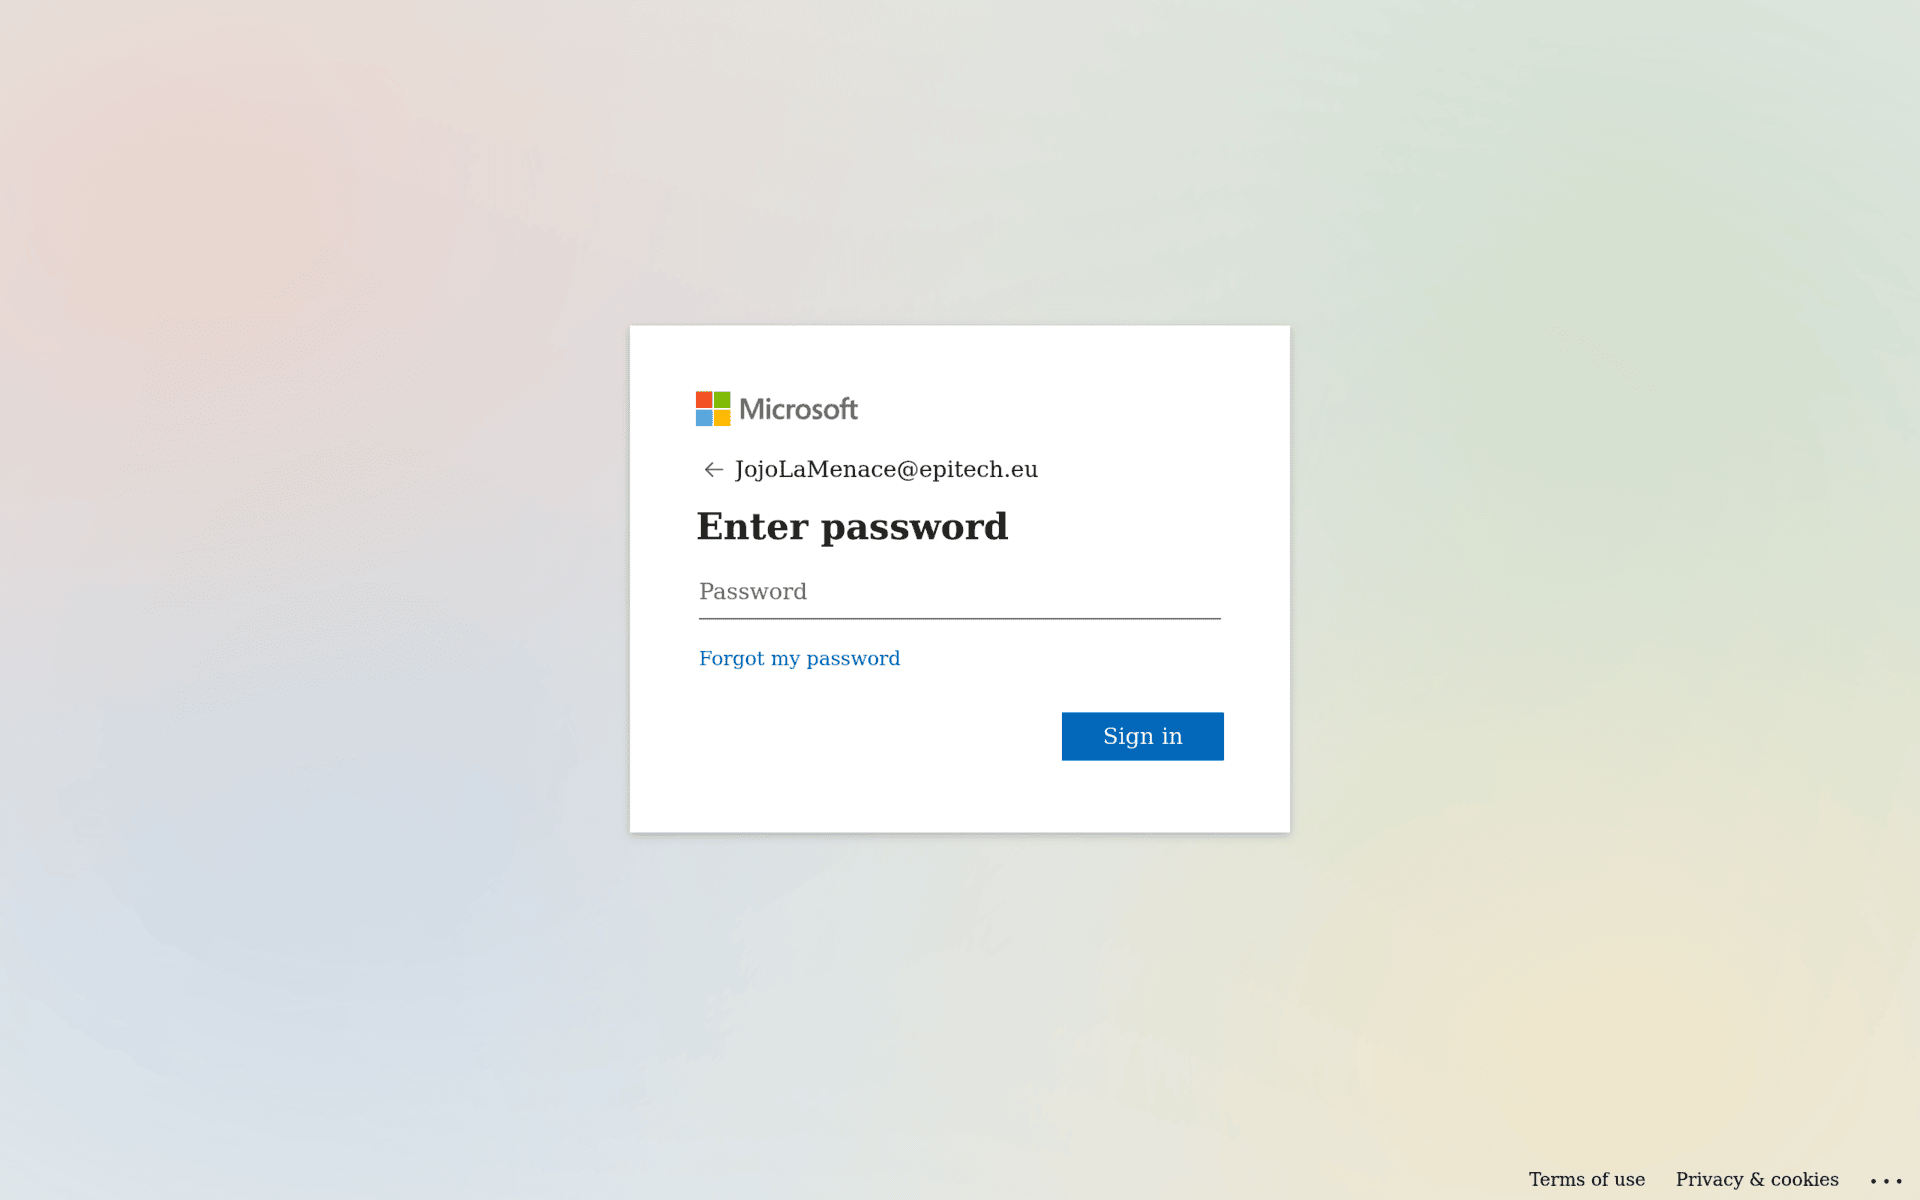 Microsoft
JojoLaMenace@epitech.eu
Enter password
Password
Forgot my password
Sign in
Terms of use Privacy & cookies